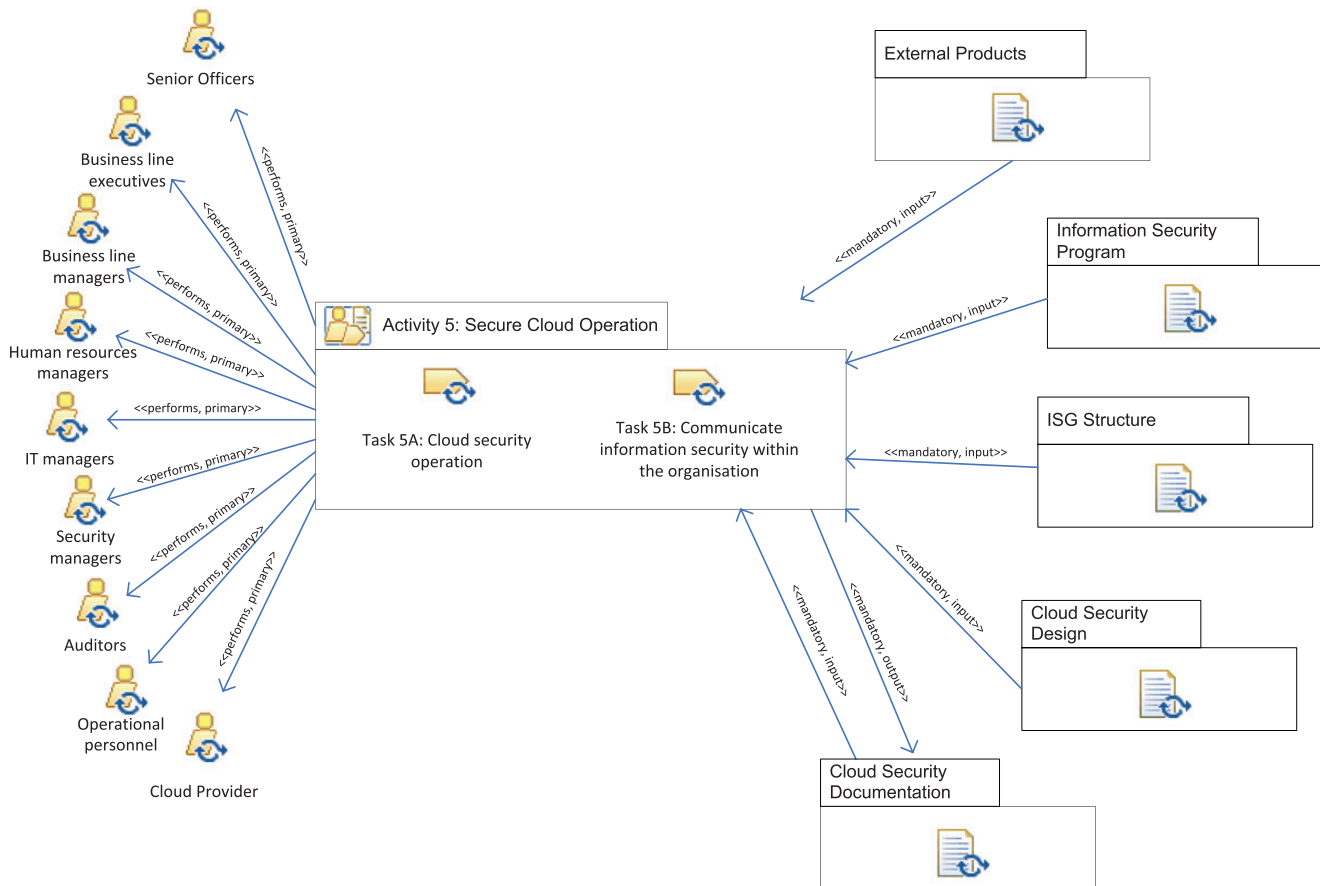 Senior Officers
Business line
executives
Business line
managers
Human resources
managers
IT managers
Security
managers
Auditors
Operational
personnel
Cloud Provider
<<performs, primary>>
<<performs, primary>>
<<performs, primary>>
<<performs, primary>>
<<performs, primary>>
<<performs, primary>>
<<performs, primary>>
<<performs, primary>>
<<performs, primary>>
Activity 5: Secure Cloud Operation
Task 5A: Cloud security
operation
Task 5B: Communicate
information security within
the organisation
External Products
<<mandatory, input>>
Information Security
Program
<<mandatory, input>>
ISG Structure
<<mandatory, input>>
Cloud Security
Design
<<mandatory, input>>
<<mandatory, input>>
<<mandatory, output>>
Cloud Security
Documentation